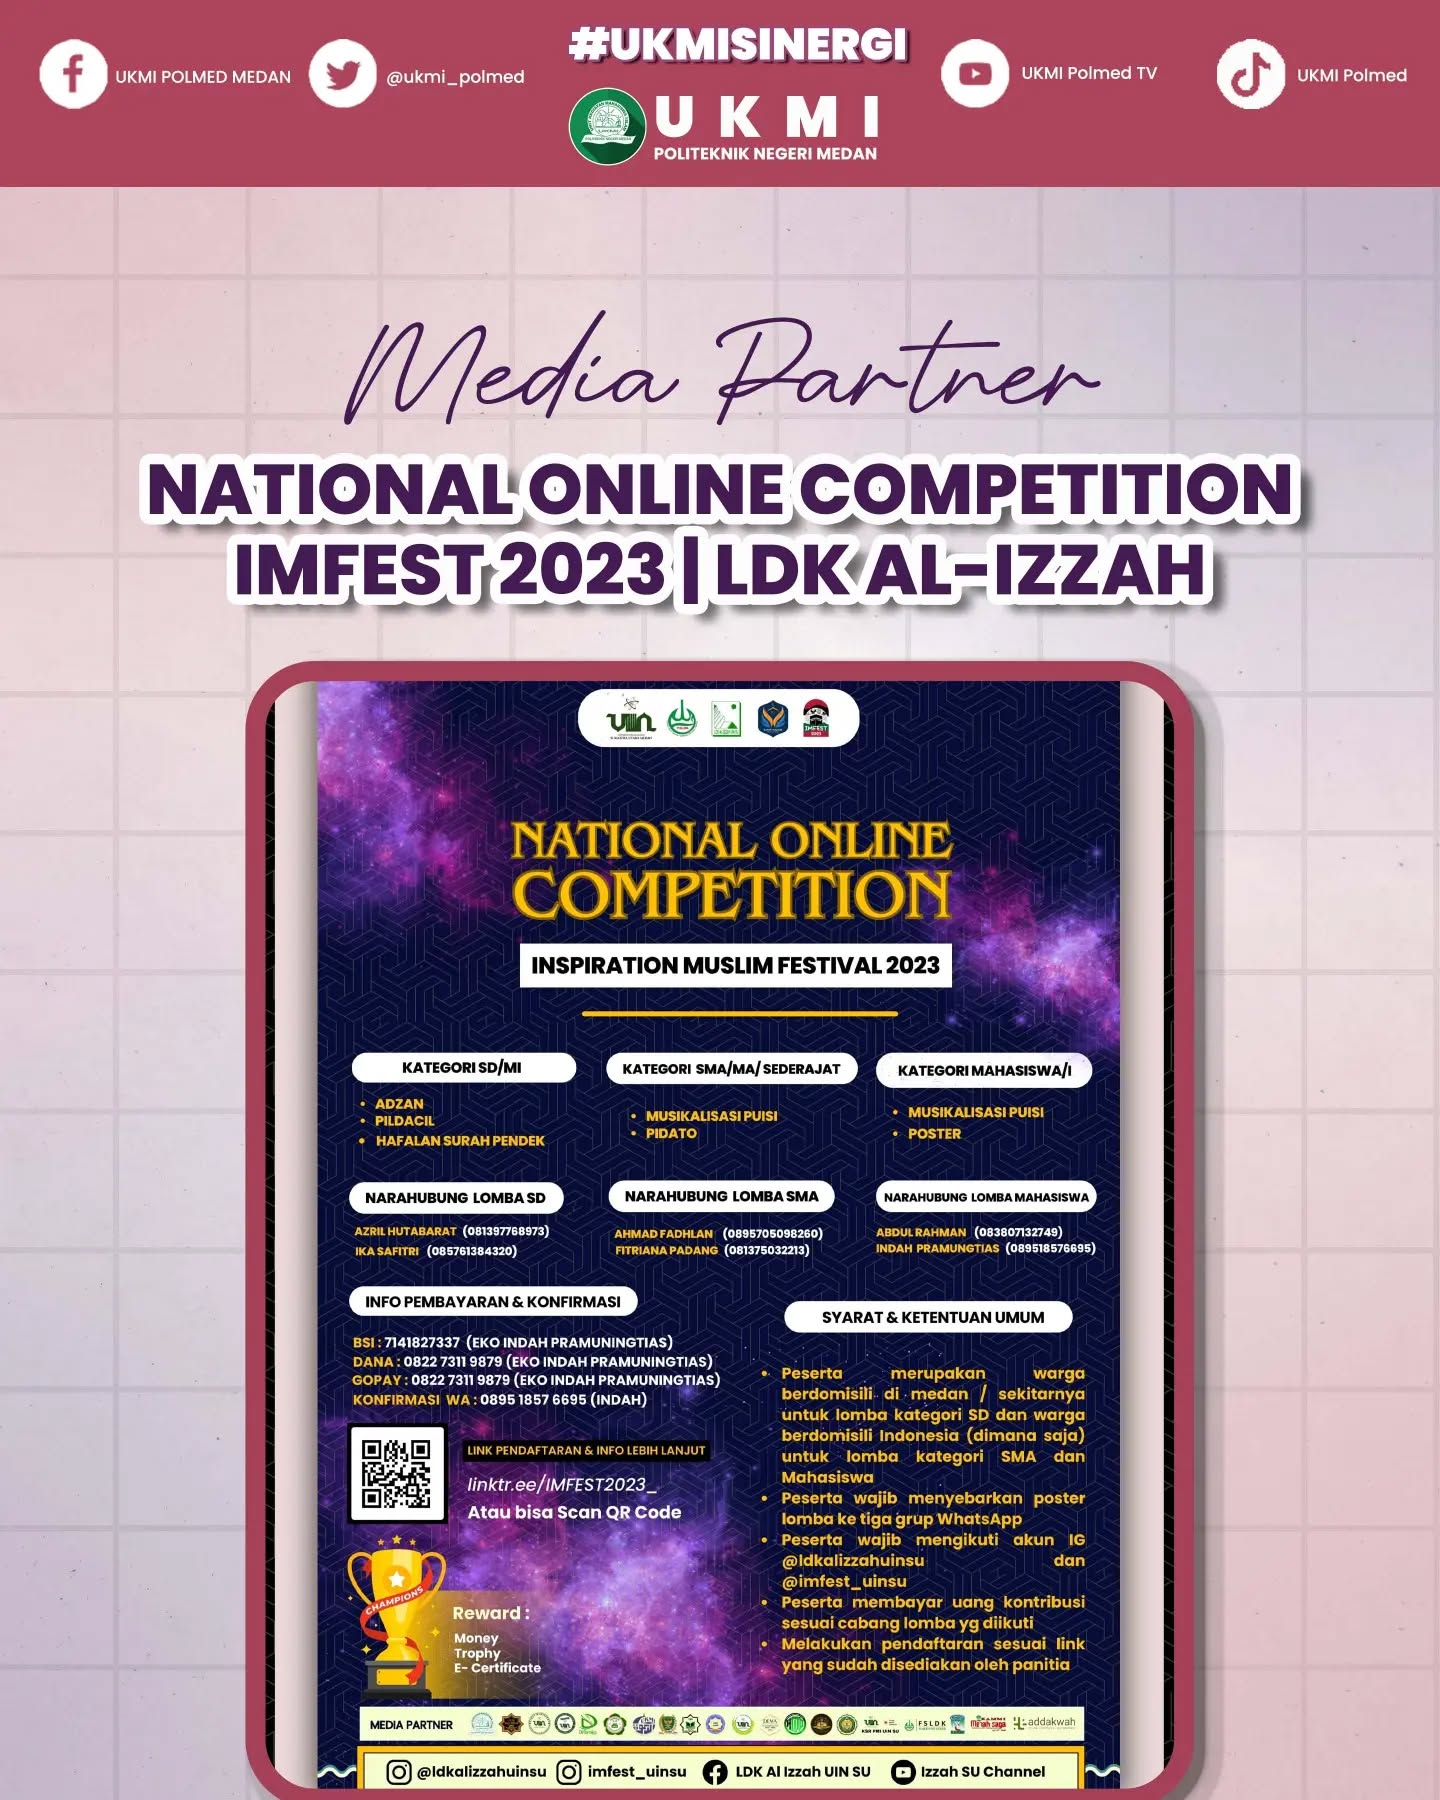 #UKMISINERGI
UKMI POLMED MEDAN
@ukmi_polmed
UKMI Polmed TV
UKMI Polmed
UKMI
POLITEKNIK NEGERI MEDAN
Media Partner
NATIONAL ONLINE COMPETITION
IMFEST 2023 | LDK AL-IZZAH
NATIONAL ONLINE
COMPETITION
INSPIRATION MUSLIM FESTIVAL 2023
KATEGORI SD/MI
• ADZAN
• PILDACIL
• HAFALAN SURAH PENDEK
KATEGORI SMA/MA/ SEDERAJAT
• MUSIKALISASI PUISI
• PIDATO
KATEGORI MAHASISWA/I
• MUSIKALISASI PUISI
• POSTER
NARAHUBUNG LOMBA SD
AZRIL HUTABARAT (081397768973)
IKA SAFITRI (085761384320)
NARAHUBUNG LOMBA SMA
AHMAD FADHLAN (0895705098260)
FITRIANA PADANG (081375032213)
NARAHUBUNG LOMBA MAHASISWA
ABDUL RAHMAN (083807132749)
INDAH PRAMUNGTIAS (089518576695)
INFO PEMBAYARAN & KONFIRMASI
BSI : 7141827337 (EKO INDAH PRAMUNINGTIAS)
DANA : 0822 7311 9879 (EKO INDAH PRAMUNINGTIAS)
GOPAY : 0822 7311 9879 (EKO INDAH PRAMUNINGTIAS)
KONFIRMASI WA : 0895 1857 6695 (INDAH)
LINK PENDAFTARAN & INFO LEBIH LANJUT
linktr.ee/IMFEST2023_
Atau bisa Scan QR Code
CHAMPIONS
Reward :
Money
Trophy
E- Certificate
SYARAT & KETENTUAN UMUM
• Peserta merupakan warga
berdomisili di medan / sekitarnya
untuk lomba kategori SD dan warga
berdomisili Indonesia (dimana saja)
untuk lomba kategori SMA dan
Mahasiswa
• Peserta wajib menyebarkan poster
lomba ke tiga grup WhatsApp
• Peserta wajib mengikuti akun IG
@ldkalizzahuinsu dan
@imfest_uinsu
• Peserta membayar uang kontribusi
sesuai cabang lomba yg diikuti
• Melakukan pendaftaran sesuai link
yang sudah disediakan oleh panitia
MEDIA PARTNER
FSLDK
addakwah
@ldkalizzahuinsu
imfest_uinsu
LDK Al Izzah UIN SU
Izzah SU Channel